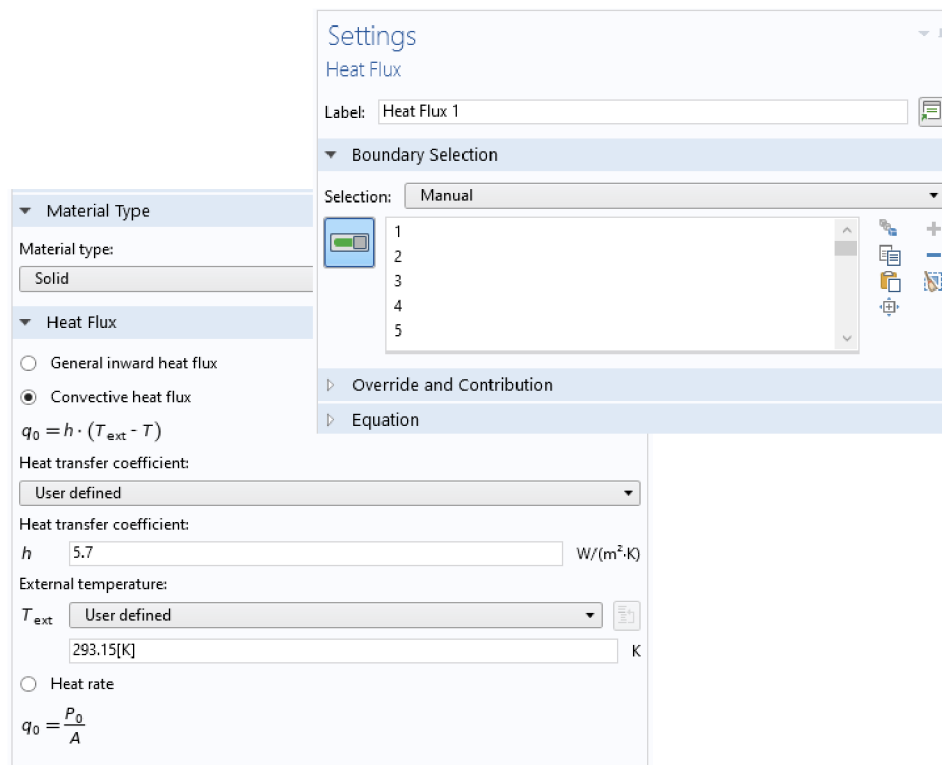 Settings
Heat Flux
Label: Heat Flux 1
Boundary Selection
Selection: Manual
1
2
3
4
5
Override and Contribution
Equation
Material Type
Material type:
Solid
Heat Flux
General inward heat flux
Convective heat flux
q₀ = h · (T_ext - T)
Heat transfer coefficient:
User defined
Heat transfer coefficient:
h 5.7 W/(m²·K)
External temperature:
T_ext User defined
293.15[K] K
Heat rate
q₀ = P₀/A